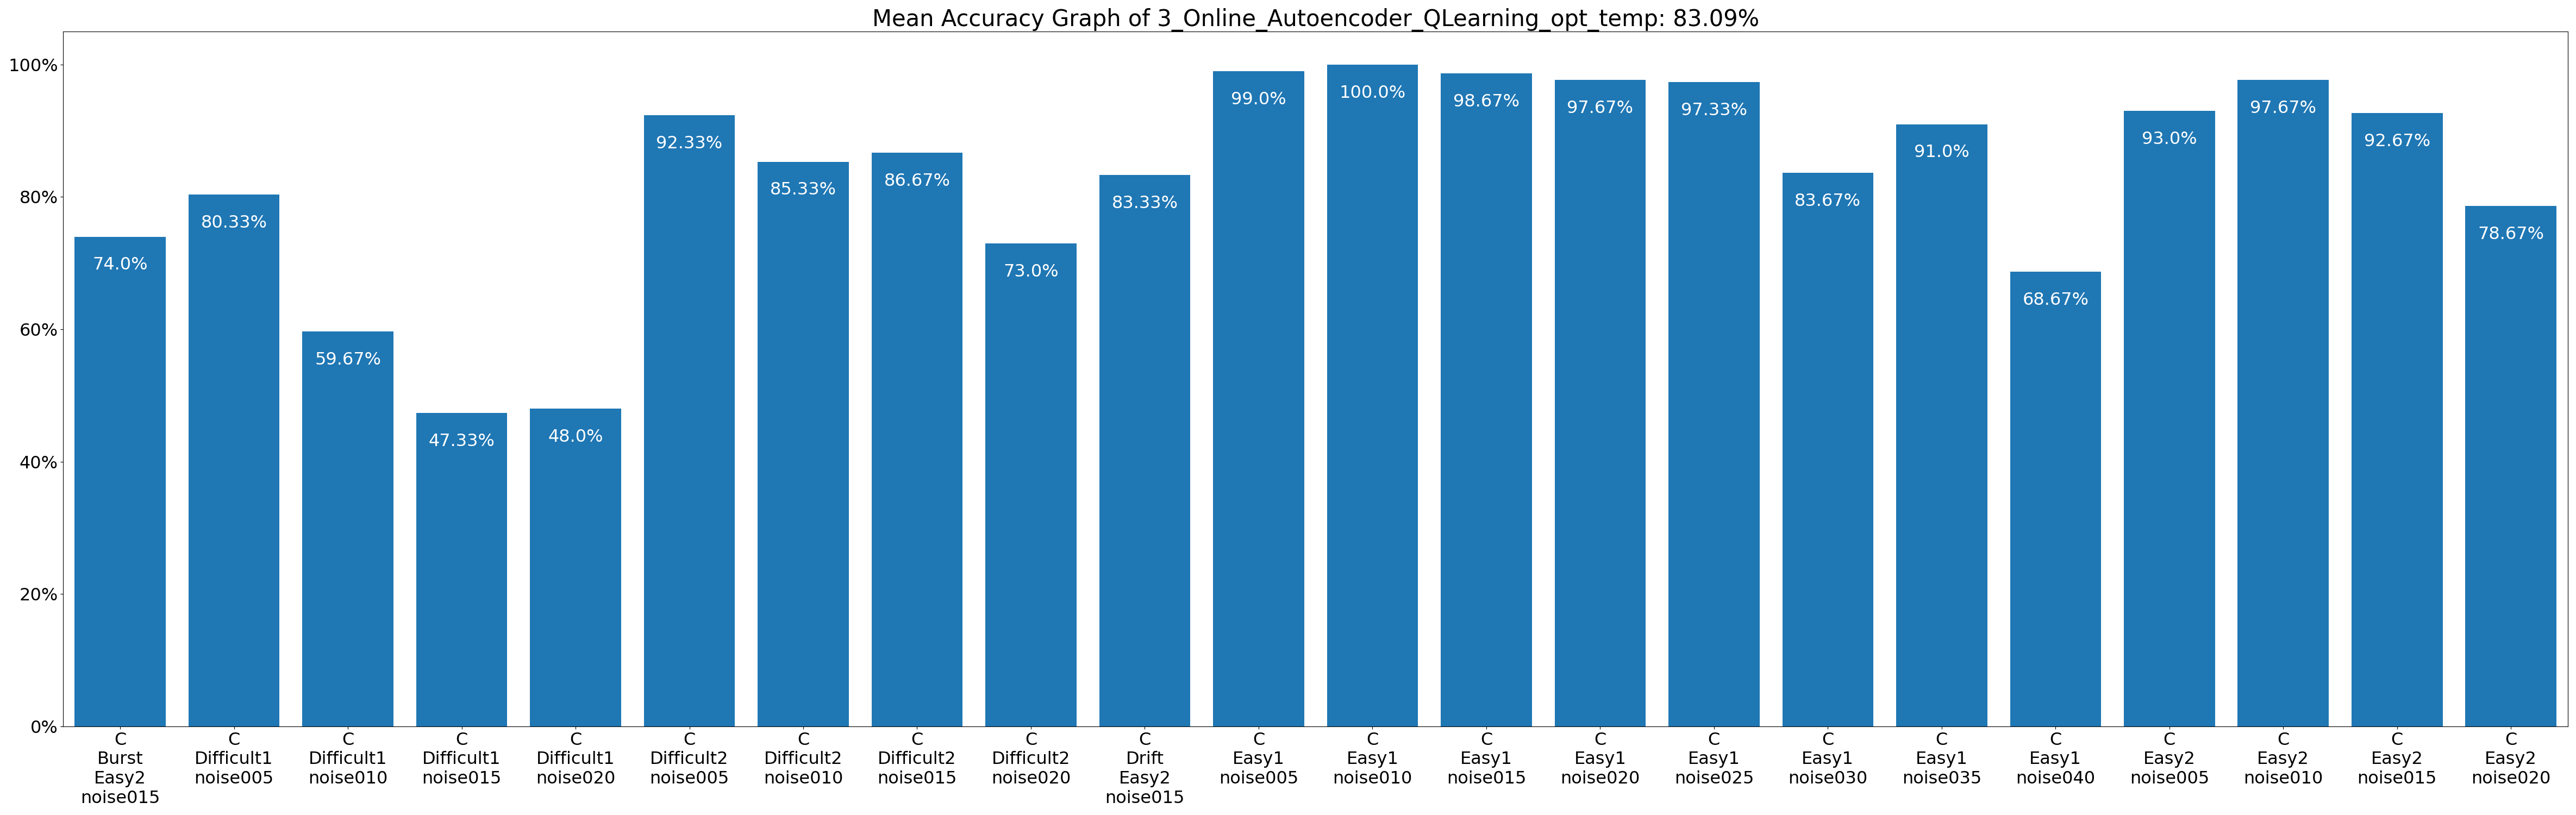 Mean Accuracy Graph of 3_Online_Autoencoder_QLearning_opt_temp: 83.09%
100%
80%
60%
40%
20%
0%
74.0%
80.33%
59.67%
47.33%
48.0%
92.33%
85.33%
86.67%
73.0%
83.33%
99.0%
100.0%
98.67%
97.67%
97.33%
83.67%
91.0%
68.67%
93.0%
97.67%
92.67%
78.67%
C
Burst
Easy2
noise015
C
Difficult1
noise005
C
Difficult1
noise010
C
Difficult1
noise015
C
Difficult1
noise020
C
Difficult2
noise005
C
Difficult2
noise010
C
Difficult2
noise015
C
Difficult2
noise020
C
Drift
Easy2
noise015
C
Easy1
noise005
C
Easy1
noise010
C
Easy1
noise015
C
Easy1
noise020
C
Easy1
noise025
C
Easy1
noise030
C
Easy1
noise035
C
Easy1
noise040
C
Easy2
noise005
C
Easy2
noise010
C
Easy2
noise015
C
Easy2
noise020